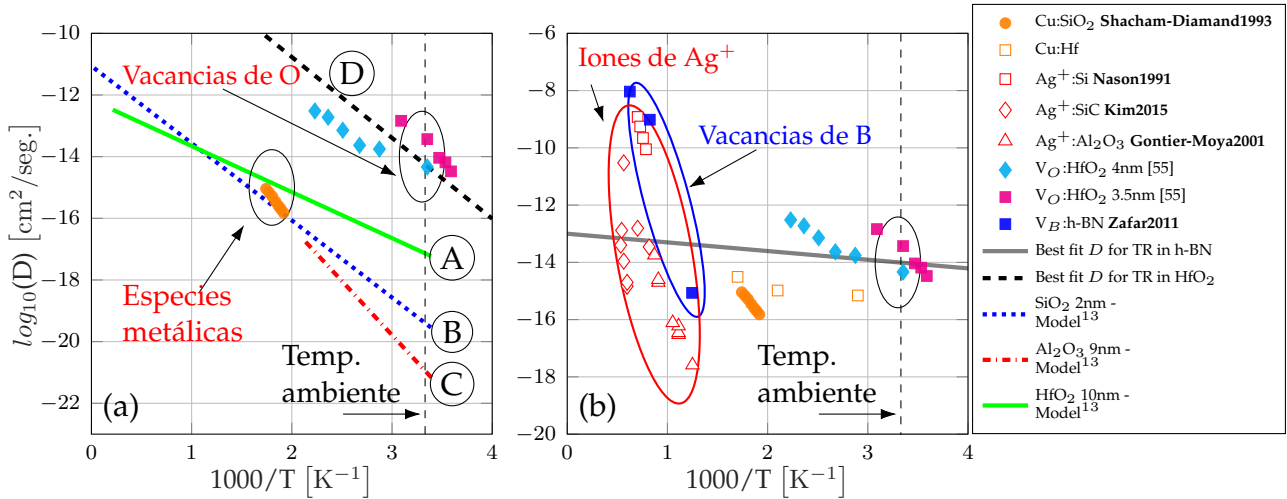 −10
−12
−14
−16
−18
−20
−22
0
1
2
3
4
log10(D) [cm²/seg.]
1000/T [K⁻¹]
Vacancias de O
D
A
B
C
Especies
metálicas
Temp.
ambiente
(a)
−6
−8
−10
−12
−14
−16
−18
−20
0
1
2
3
4
1000/T [K⁻¹]
Iones de Ag⁺
Vacancias de B
Temp.
ambiente
(b)
Cu:SiO₂ Shacham-Diamand1993
Cu:Hf
Ag⁺:Si Nason1991
Ag⁺:SiC Kim2015
Ag⁺:Al₂O₃ Gontier-Moya2001
V_O:HfO₂ 4nm [55]
V_O:HfO₂ 3.5nm [55]
V_B:h-BN Zafar2011
Best fit D for TR in h-BN
Best fit D for TR in HfO₂
SiO₂ 2nm -
Model¹³
Al₂O₃ 9nm -
Model¹³
HfO₂ 10nm -
Model¹³